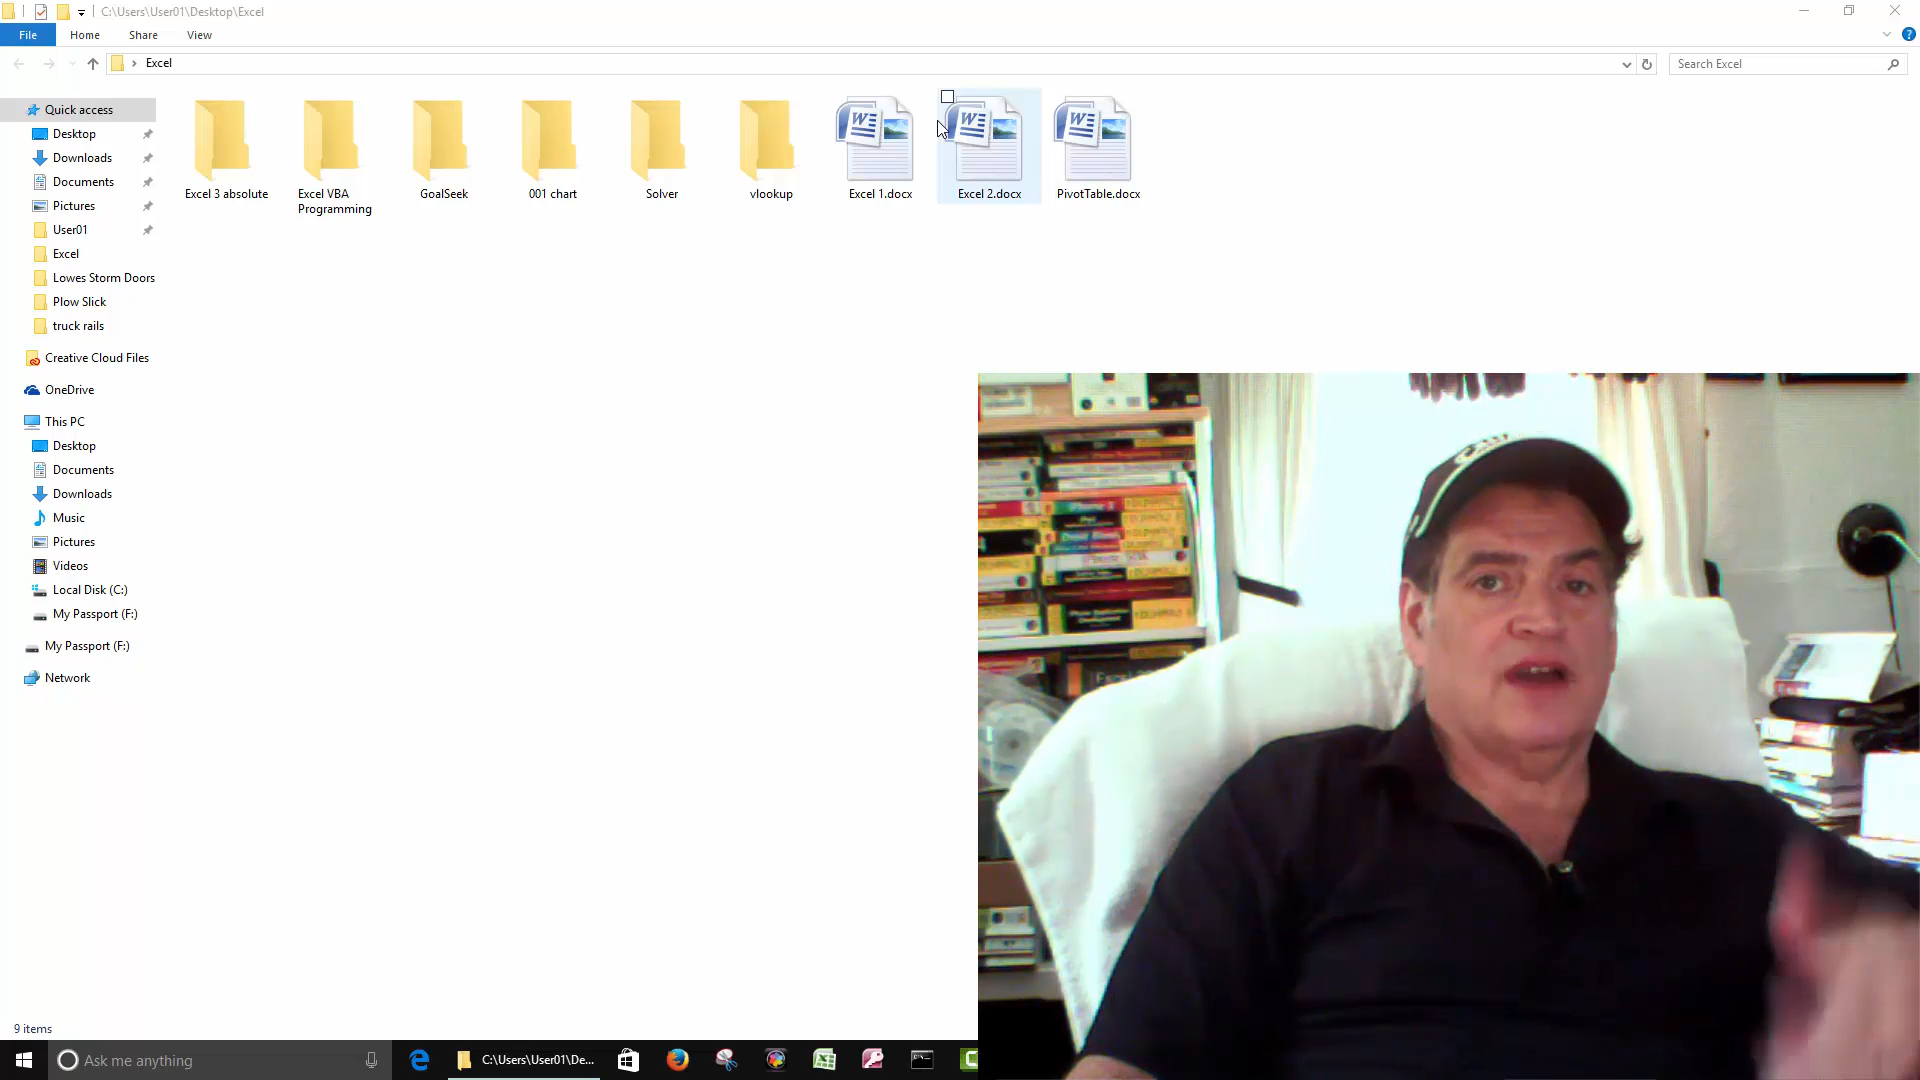 C:\Users\User01\Desktop\Excel
File Home Share View
Excel
Search Excel
Quick access
Desktop
Downloads
Documents
Pictures
User01
Excel
Lowes Storm Doors
Plow Slick
truck rails
Creative Cloud Files
OneDrive
This PC
Desktop
Documents
Downloads
Music
Pictures
Videos
Local Disk (C:)
My Passport (F:)
My Passport (F:)
Network
Excel 3 absolute
Excel VBA
Programming
GoalSeek
001 chart
Solver
vlookup
Excel 1.docx
Excel 2.docx
PivotTable.docx
9 items
Ask me anything
C:\Users\User01\De...